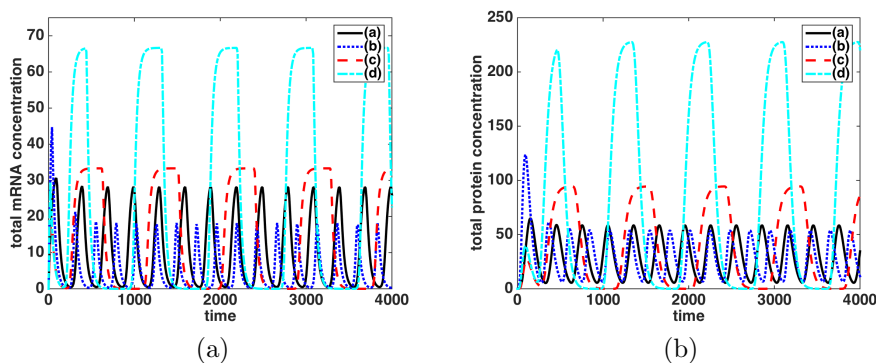 total mRNA concentration
70
60
50
40
30
20
10
0
0 1000 2000 3000 4000
time
(a)
(b)
(c)
(d)
(a)
total protein concentration
250
200
150
100
50
0
0 1000 2000 3000 4000
time
(a)
(b)
(c)
(d)
(b)